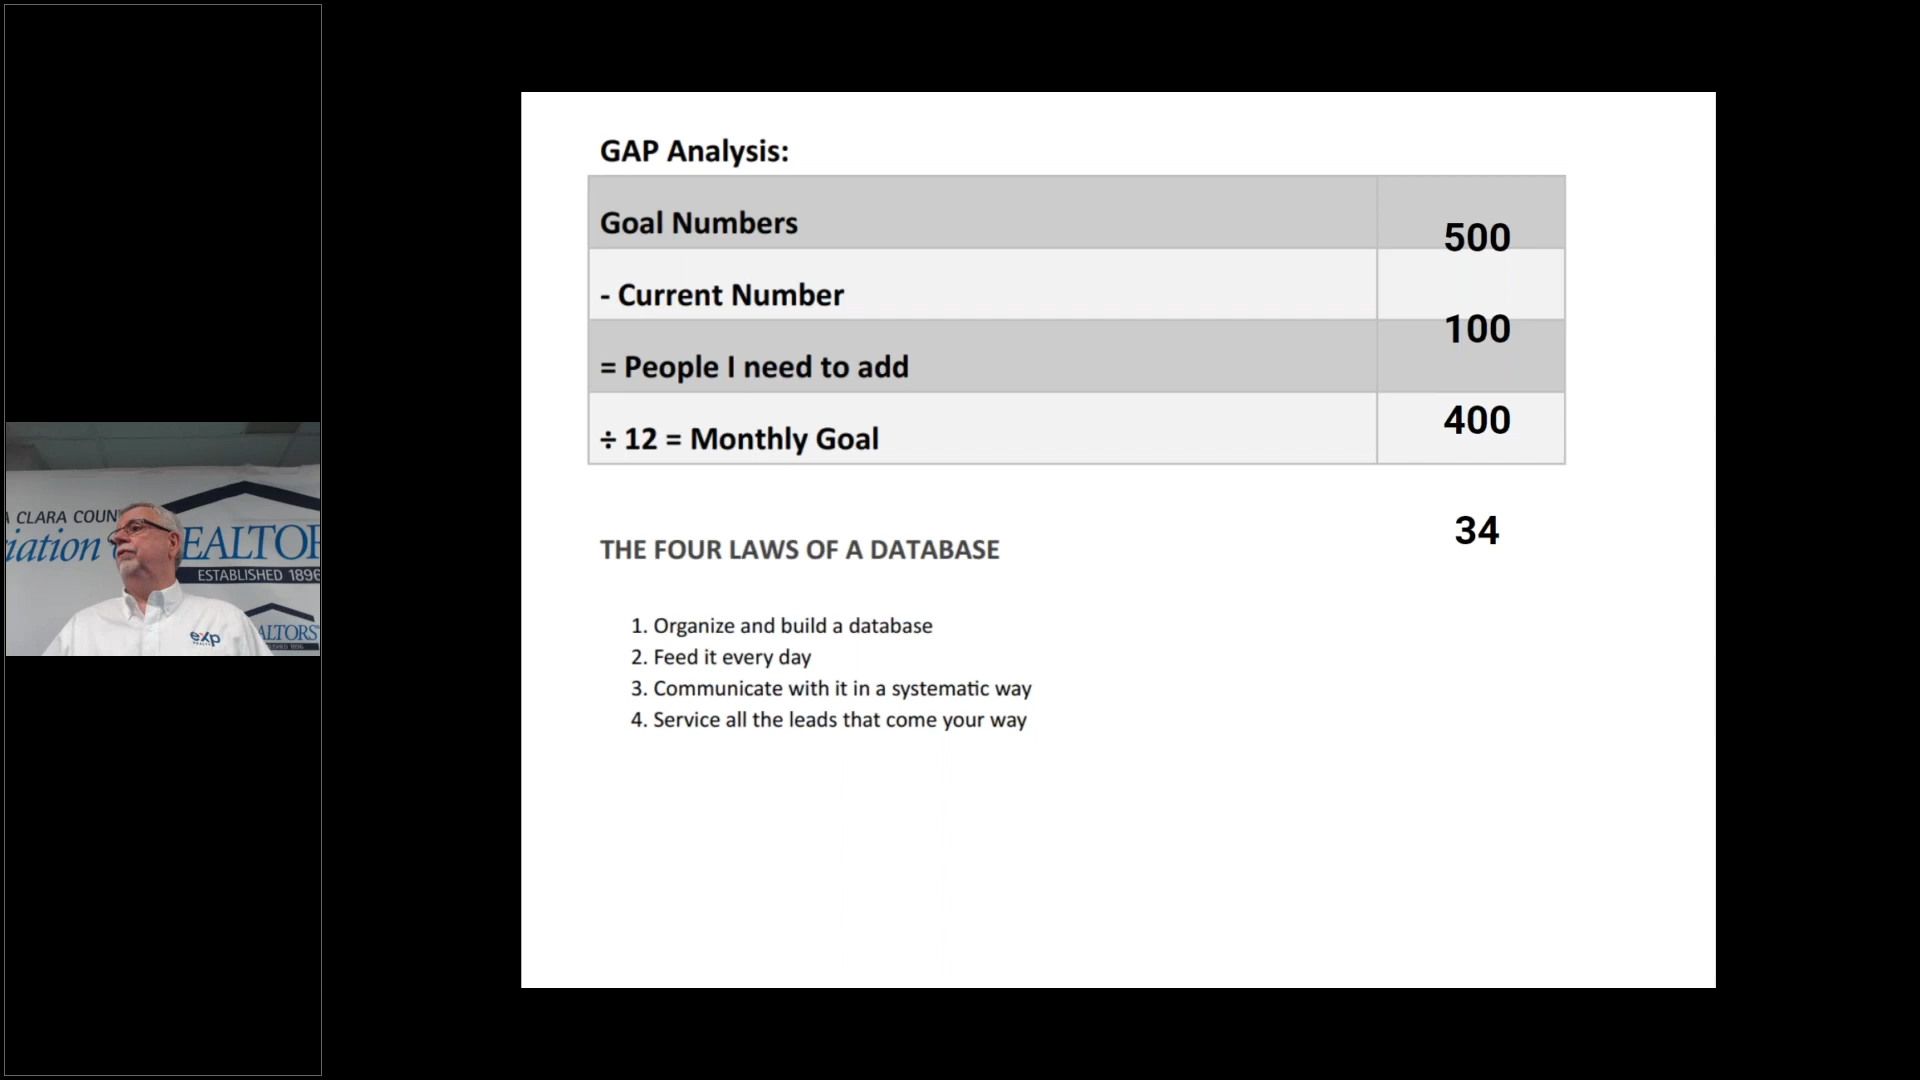 GAP Analysis:
Goal Numbers
500
- Current Number
100
= People I need to add
400
÷ 12 = Monthly Goal
34
THE FOUR LAWS OF A DATABASE
1. Organize and build a database
2. Feed it every day
3. Communicate with it in a systematic way
4. Service all the leads that come your way
A CLARA COUN
iation
EALTOR
ESTABLISHED 1896
exp
ALTORS